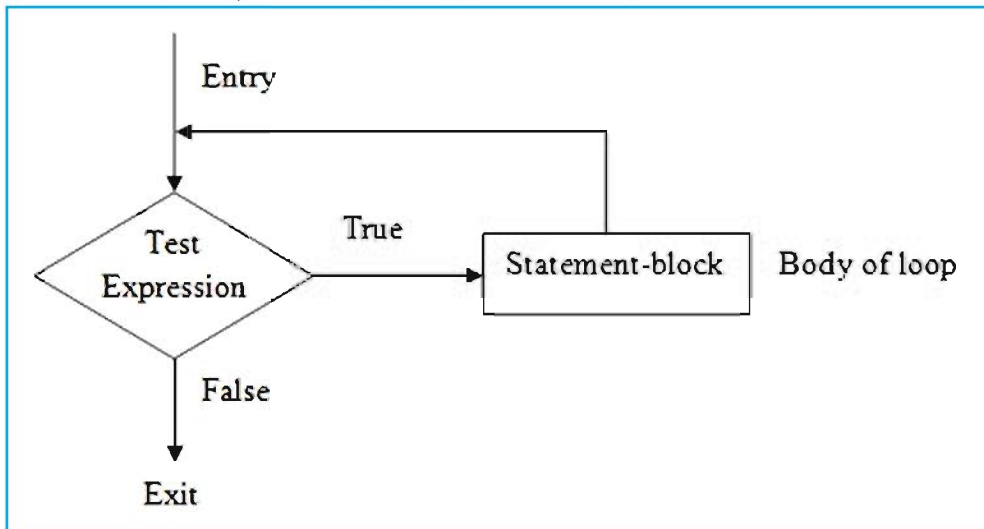 Entry
True
Test
Expression
Statement-block
Body of loop
False
Exit